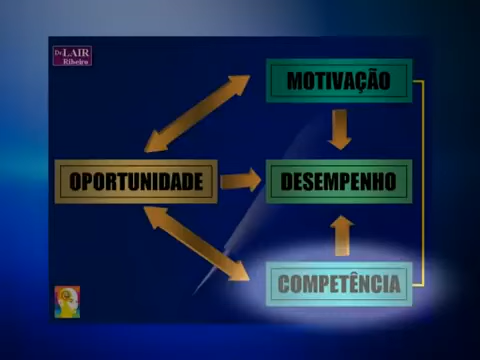 Dr. LAIR
Ribeiro
MOTIVAÇÃO
OPORTUNIDADE
DESEMPENHO
COMPETÊNCIA